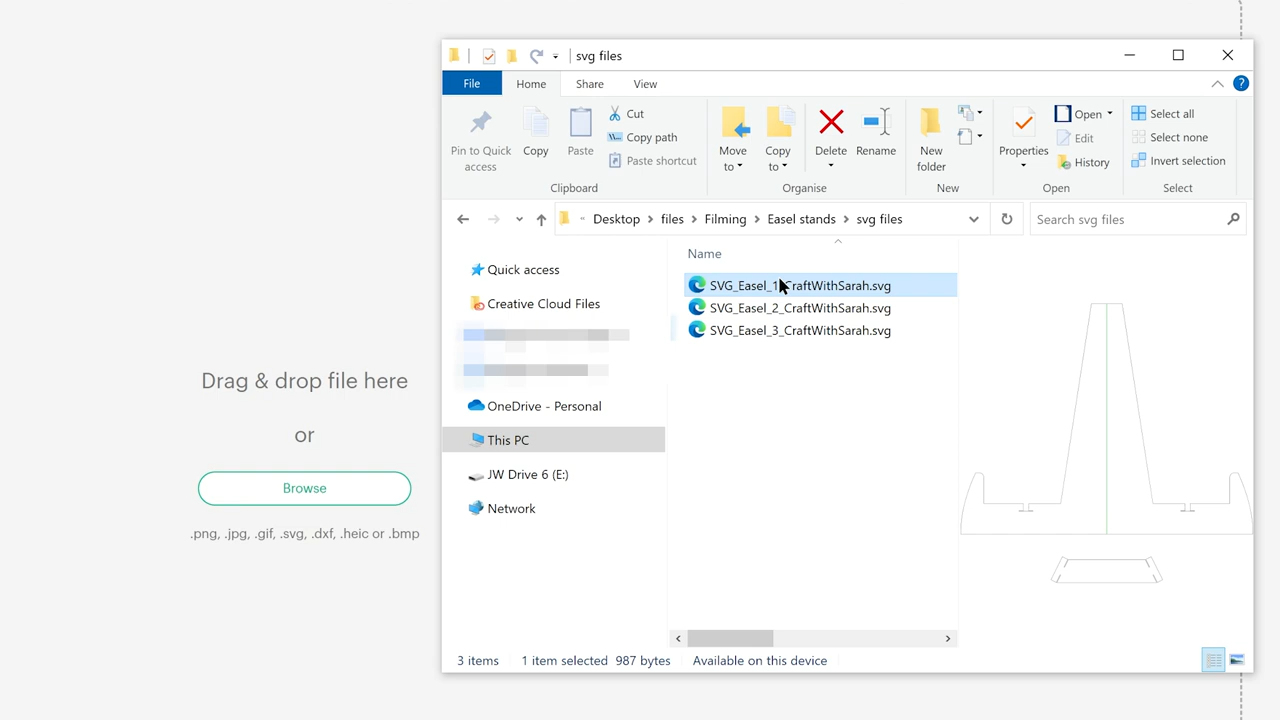 svg files
File Home Share View ?
Pin to Quick access
Copy
Paste
Cut
Copy path
Paste shortcut
Clipboard
Move to
Copy to
Delete
Rename
Organise
New folder
New
Properties
Open
Edit
History
Open
Select all
Select none
Invert selection
Select
« Desktop > files > Filming > Easel stands > svg files
Search svg files
Quick access
Creative Cloud Files
OneDrive - Personal
This PC
JW Drive 6 (E:)
Network
Name
SVG_Easel_1_CraftWithSarah.svg
SVG_Easel_2_CraftWithSarah.svg
SVG_Easel_3_CraftWithSarah.svg
3 items 1 item selected 987 bytes Available on this device
Drag & drop file here
or
Browse
.png, .jpg, .gif, .svg, .dxf, .heic or .bmp